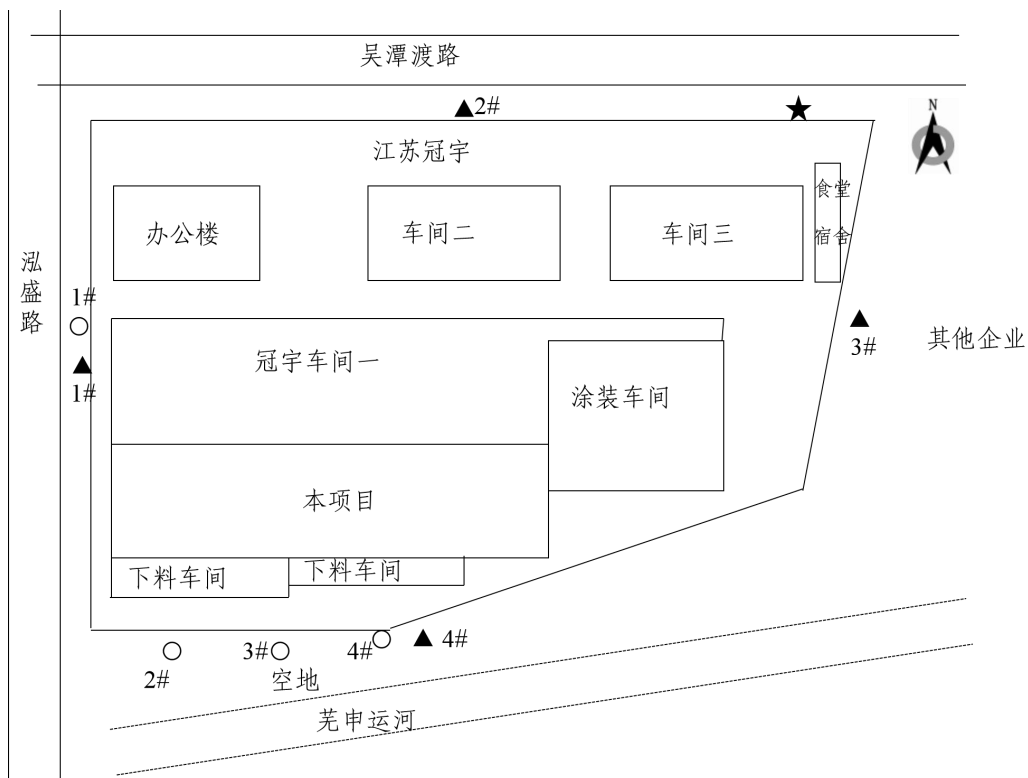 吴潭渡路
▲2#
★
N
江苏冠宇
食堂
办公楼
车间二
车间三
宿舍
泓盛路
1#
○
▲
1#
▲
3#
其他企业
冠宇车间一
涂装车间
本项目
下料车间
下料车间
○
2#
3#○
4#○
▲ 4#
空地
芜申运河